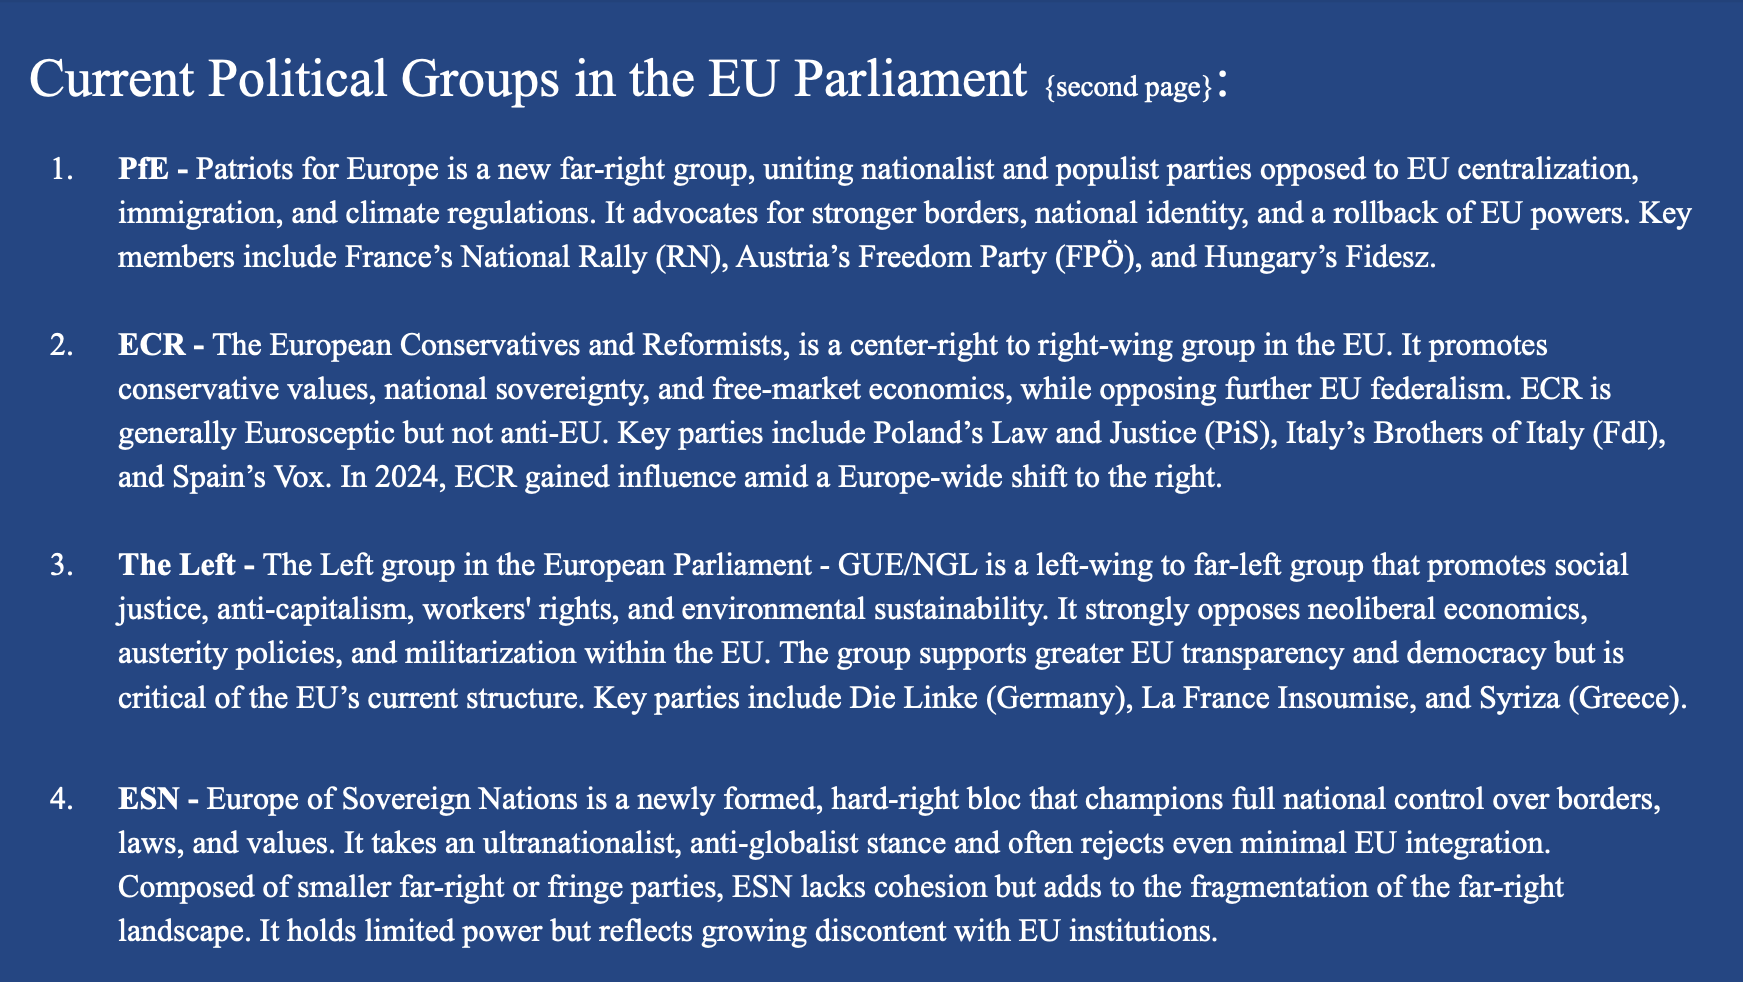 Current Political Groups in the EU Parliament {second page}:
1. PfE - Patriots for Europe is a new far-right group, uniting nationalist and populist parties opposed to EU centralization,
immigration, and climate regulations. It advocates for stronger borders, national identity, and a rollback of EU powers. Key
members include France’s National Rally (RN), Austria’s Freedom Party (FPÖ), and Hungary’s Fidesz.
2. ECR - The European Conservatives and Reformists, is a center-right to right-wing group in the EU. It promotes
conservative values, national sovereignty, and free-market economics, while opposing further EU federalism. ECR is
generally Eurosceptic but not anti-EU. Key parties include Poland’s Law and Justice (PiS), Italy’s Brothers of Italy (FdI),
and Spain’s Vox. In 2024, ECR gained influence amid a Europe-wide shift to the right.
3. The Left - The Left group in the European Parliament - GUE/NGL is a left-wing to far-left group that promotes social
justice, anti-capitalism, workers' rights, and environmental sustainability. It strongly opposes neoliberal economics,
austerity policies, and militarization within the EU. The group supports greater EU transparency and democracy but is
critical of the EU’s current structure. Key parties include Die Linke (Germany), La France Insoumise, and Syriza (Greece).
4. ESN - Europe of Sovereign Nations is a newly formed, hard-right bloc that champions full national control over borders,
laws, and values. It takes an ultranationalist, anti-globalist stance and often rejects even minimal EU integration.
Composed of smaller far-right or fringe parties, ESN lacks cohesion but adds to the fragmentation of the far-right
landscape. It holds limited power but reflects growing discontent with EU institutions.